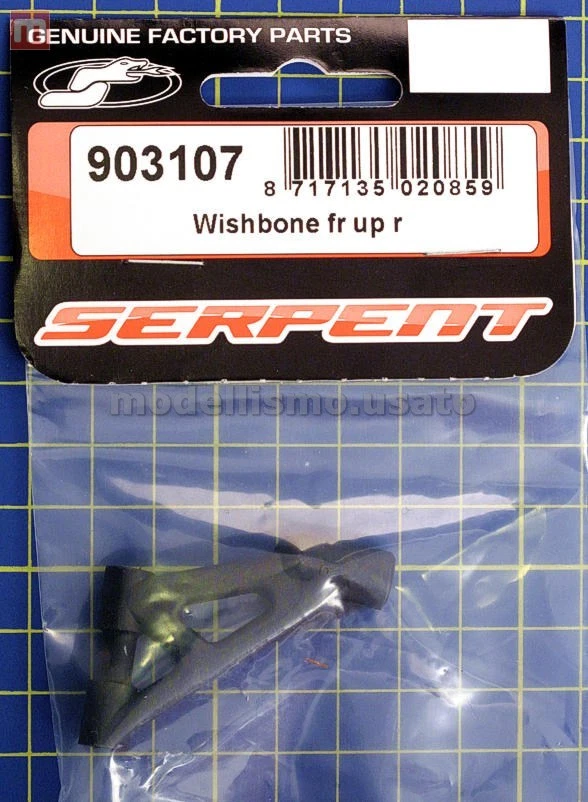 m
GENUINE FACTORY PARTS
903107
8 717135 020859
Wishbone fr up r
SERPENT
modellismo.usato